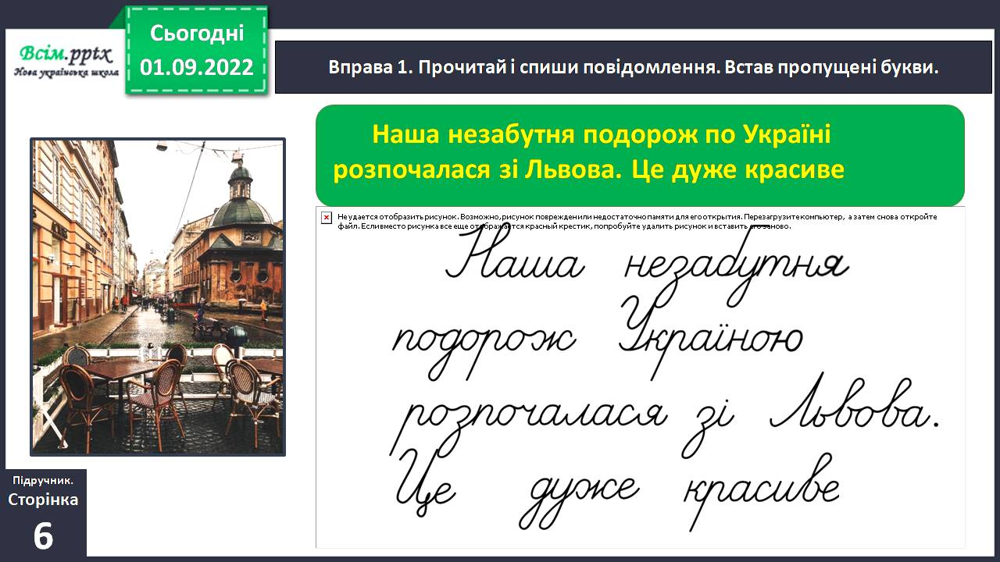 Сьогодні
01.09.2022
Всім.pptx
Нова українська школа
Вправа 1. Прочитай і спиши повідомлення. Встав пропущені букви.
Наша незабутня подорож по Україні
розпочалася зі Львова. Це дуже красиве
Не удается отобразить рисунок. Возможно, рисунок поврежден или недостаточно памяти для его открытия. Перезагрузите компьютер, а затем снова откройте
файл. Если вместо рисунка все еще отображается красный крестик, попробуйте удалить рисунок и вставить его заново.
Наша незабутня
подорож Україною
розпочалася зі Львова.
Це дуже красиве
Підручник.
Сторінка
6